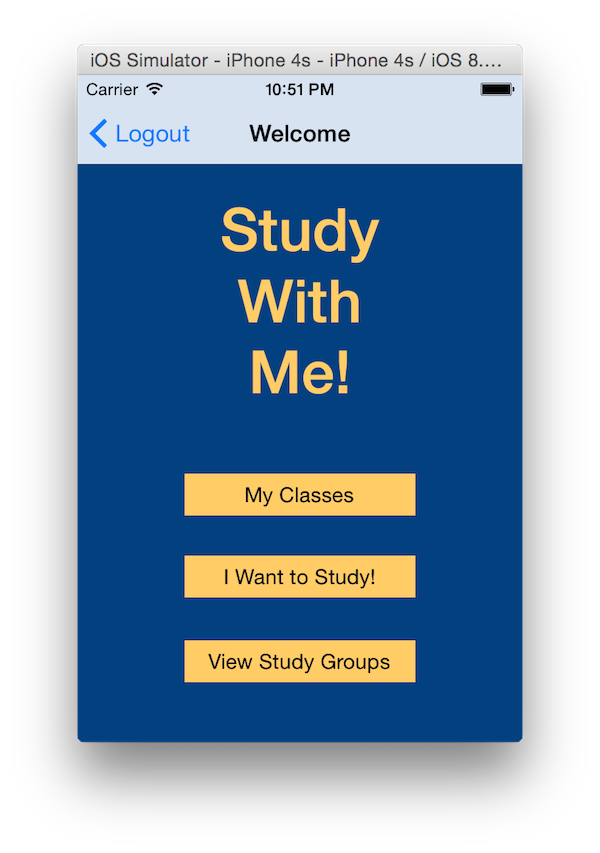 iOS Simulator - iPhone 4s - iPhone 4s / iOS 8....
Carrier 10:51 PM
Logout Welcome
Study
With
Me!
My Classes
I Want to Study!
View Study Groups